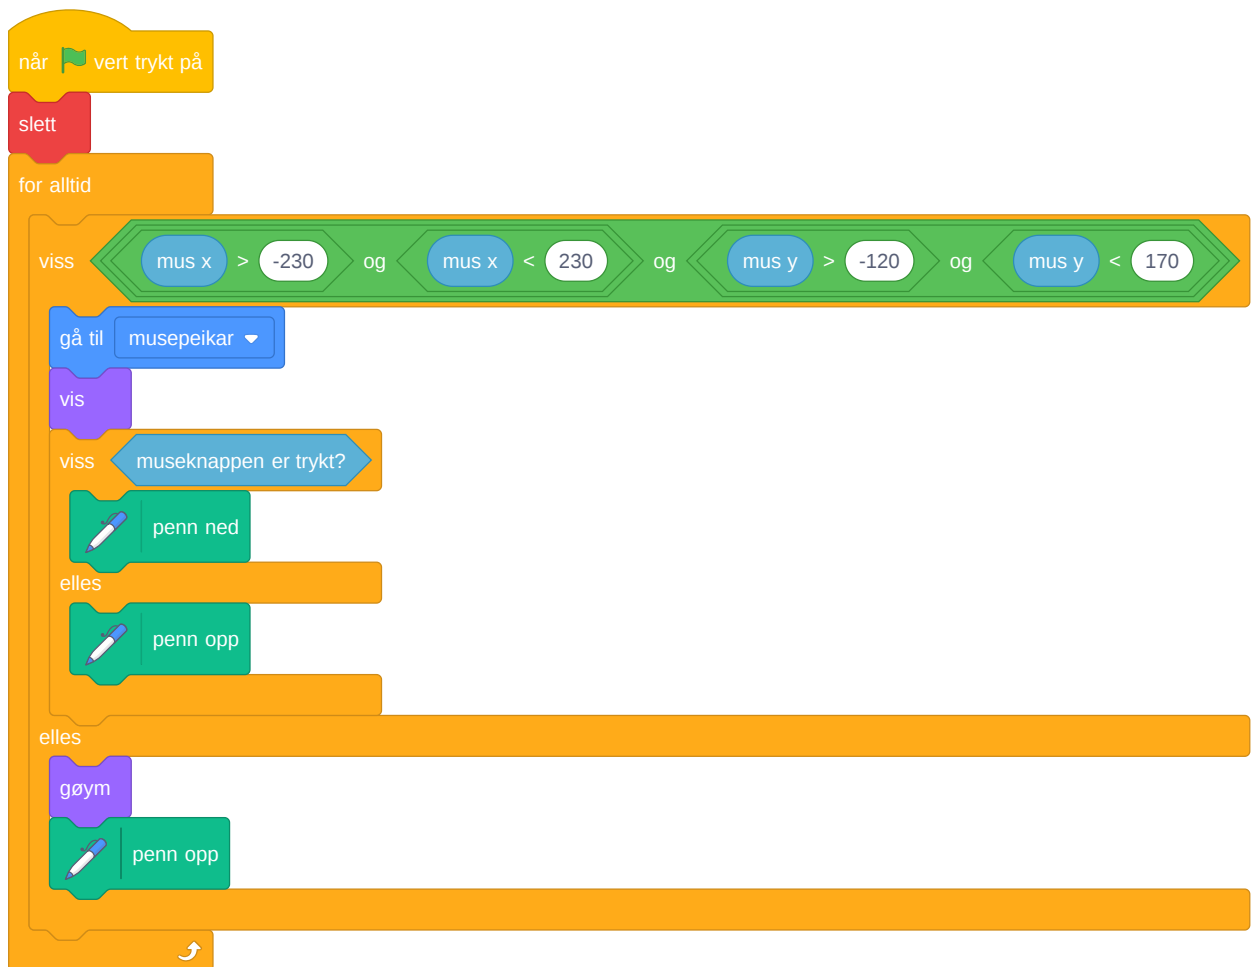 når vert trykt på
slett
for alltid
viss mus x > -230 og mus x < 230 og mus y > -120 og mus y < 170
gå til musepeikar
vis
viss museknappen er trykt?
penn ned
elles
penn opp
elles
gøym
penn opp